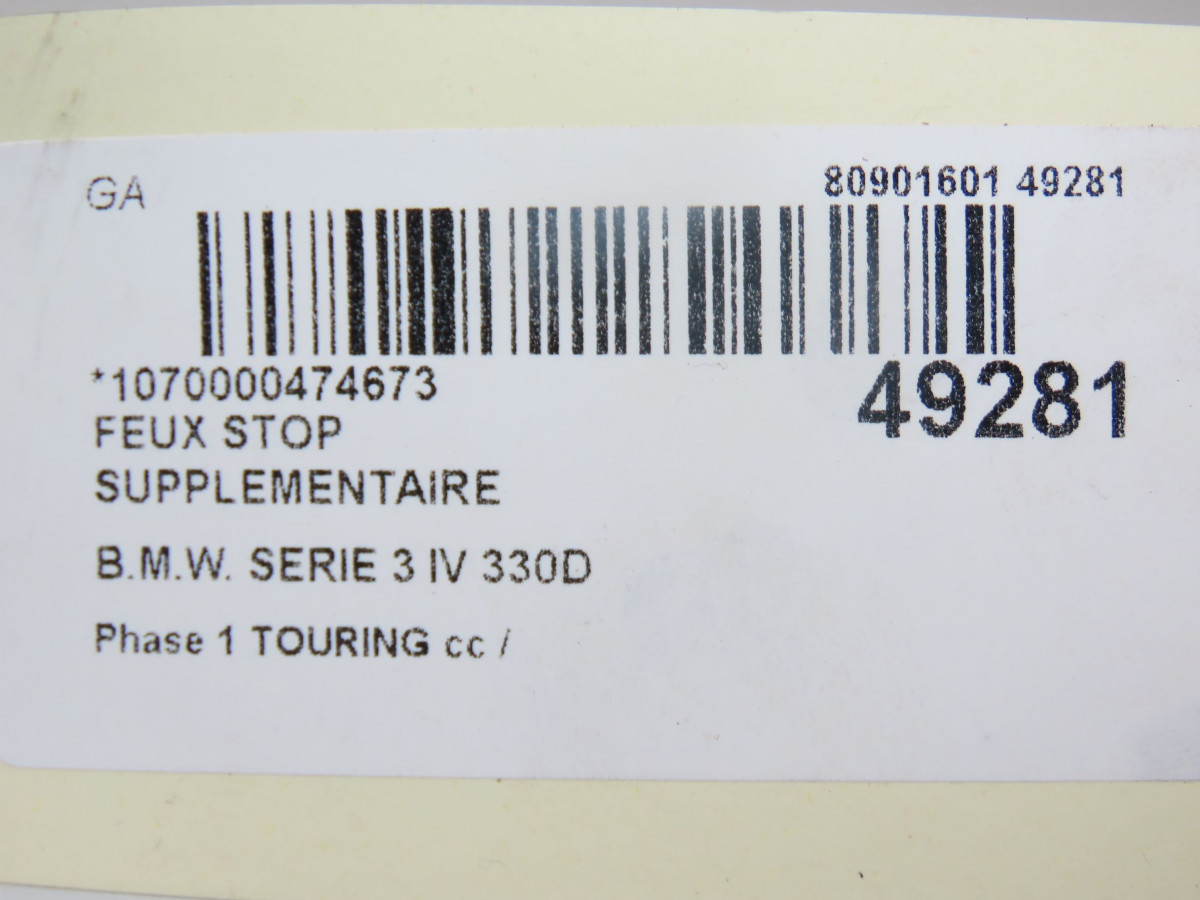 GA
80901601 49281
*1070000474673
49281
FEUX STOP
SUPPLEMENTAIRE
B.M.W. SERIE 3 IV 330D
Phase 1 TOURING cc /